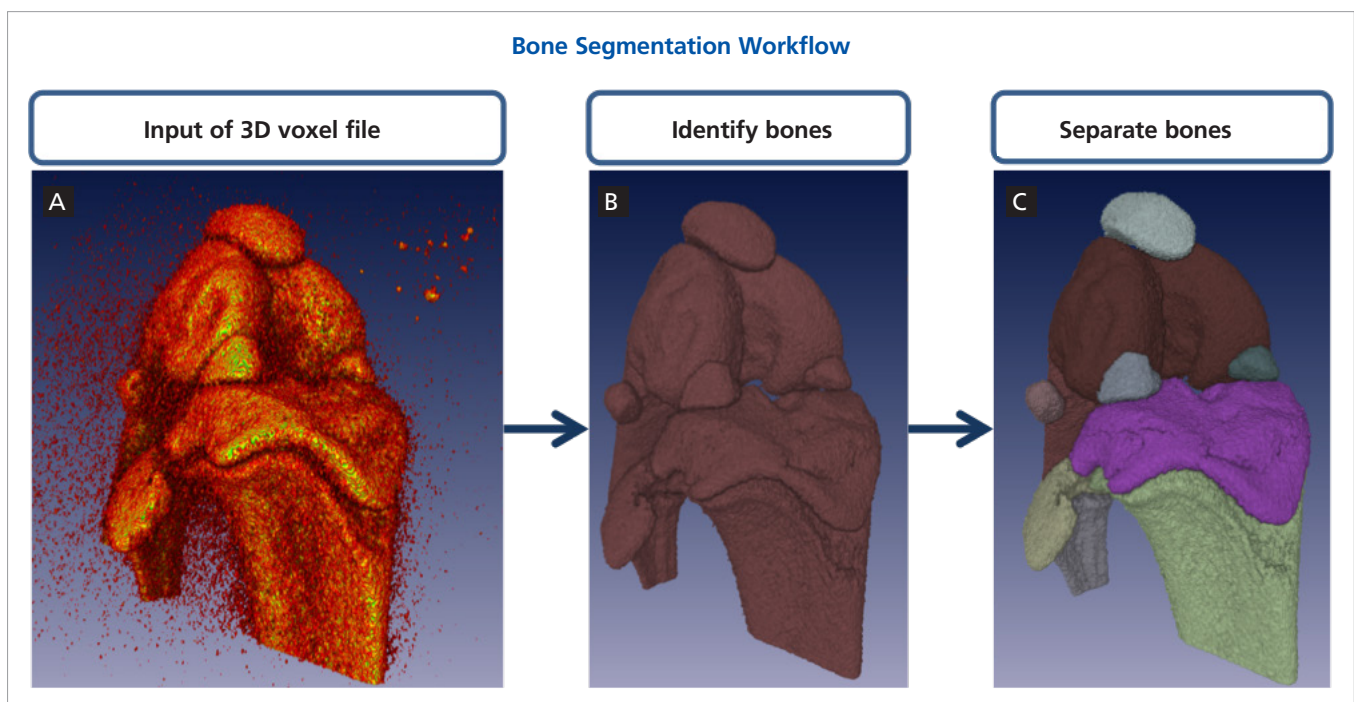 Bone Segmentation Workflow
Input of 3D voxel file
Identify bones
Separate bones
A
B
C